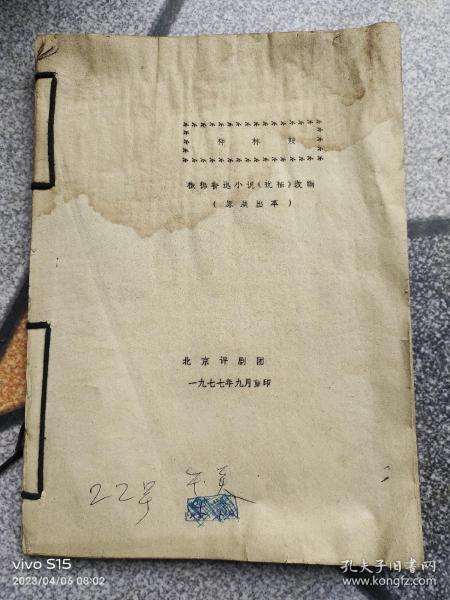 祥林嫂
根据鲁迅小说《祝福》改编
（原演出本）
北京评剧团
一九七七年九月翻印
22号
vivo S15
2023/04/06 08:02
孔夫子旧书网
www.kongfz.com